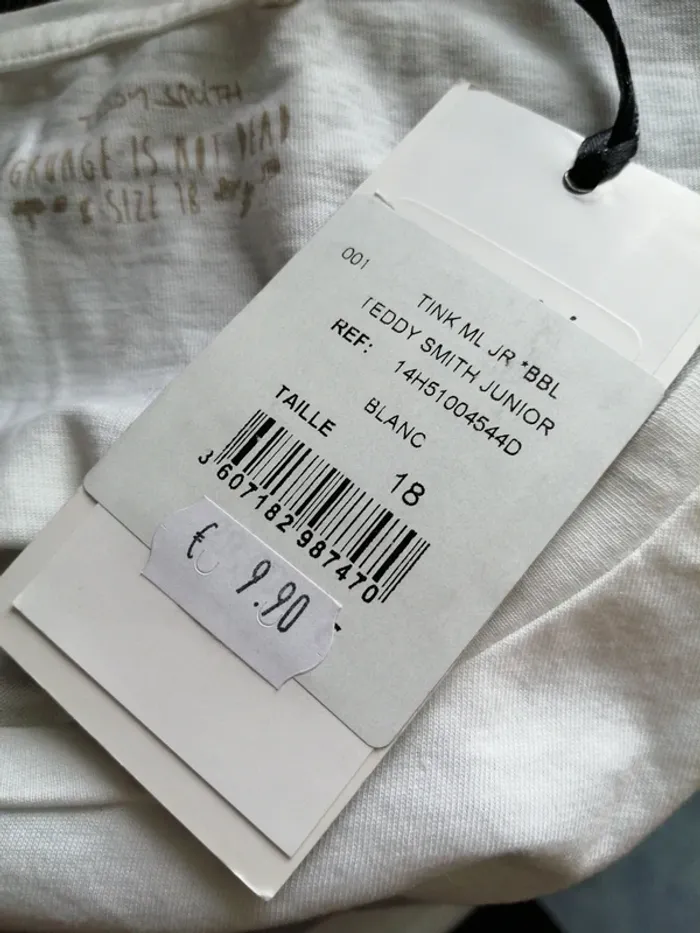 SMITH
GRUNGE IS NOT DEAD
SIZE 18
001
TINK ML JR *BBL
TEDDY SMITH JUNIOR
REF: 14H51004544D
BLANC
TAILLE 18
3 607182 987470
€ 9.90